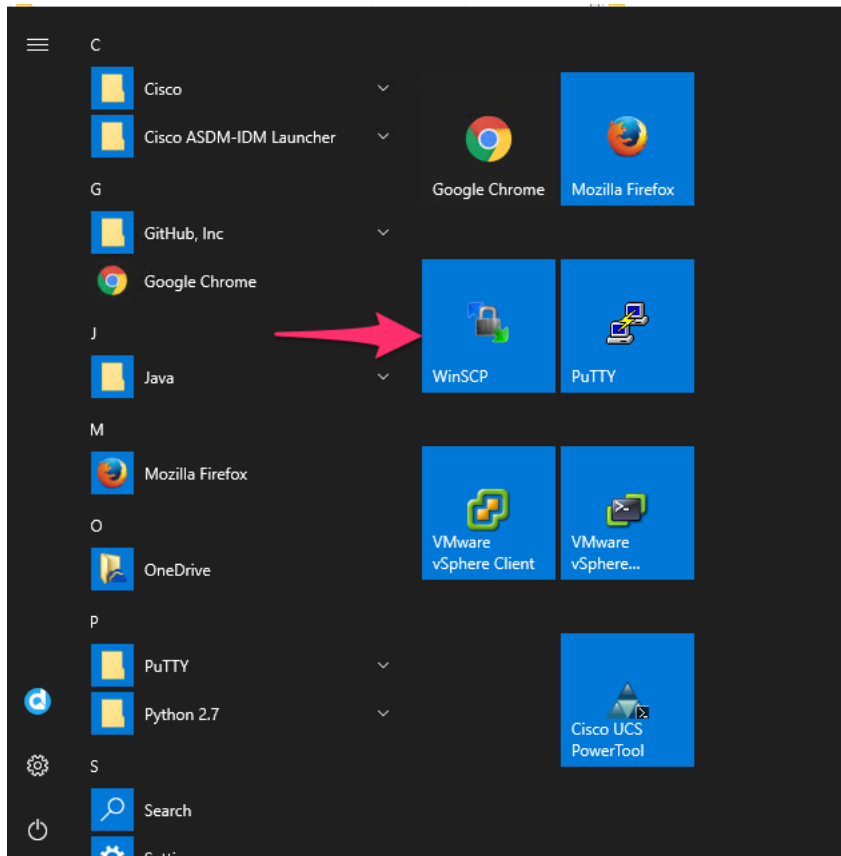 C
Cisco
Cisco ASDM-IDM Launcher
G
GitHub, Inc
Google Chrome
J
Java
M
Mozilla Firefox
O
OneDrive
P
PuTTY
Python 2.7
S
Search
Google Chrome
Mozilla Firefox
WinSCP
PuTTY
VMware
vSphere Client
VMware
vSphere...
Cisco UCS
PowerTool